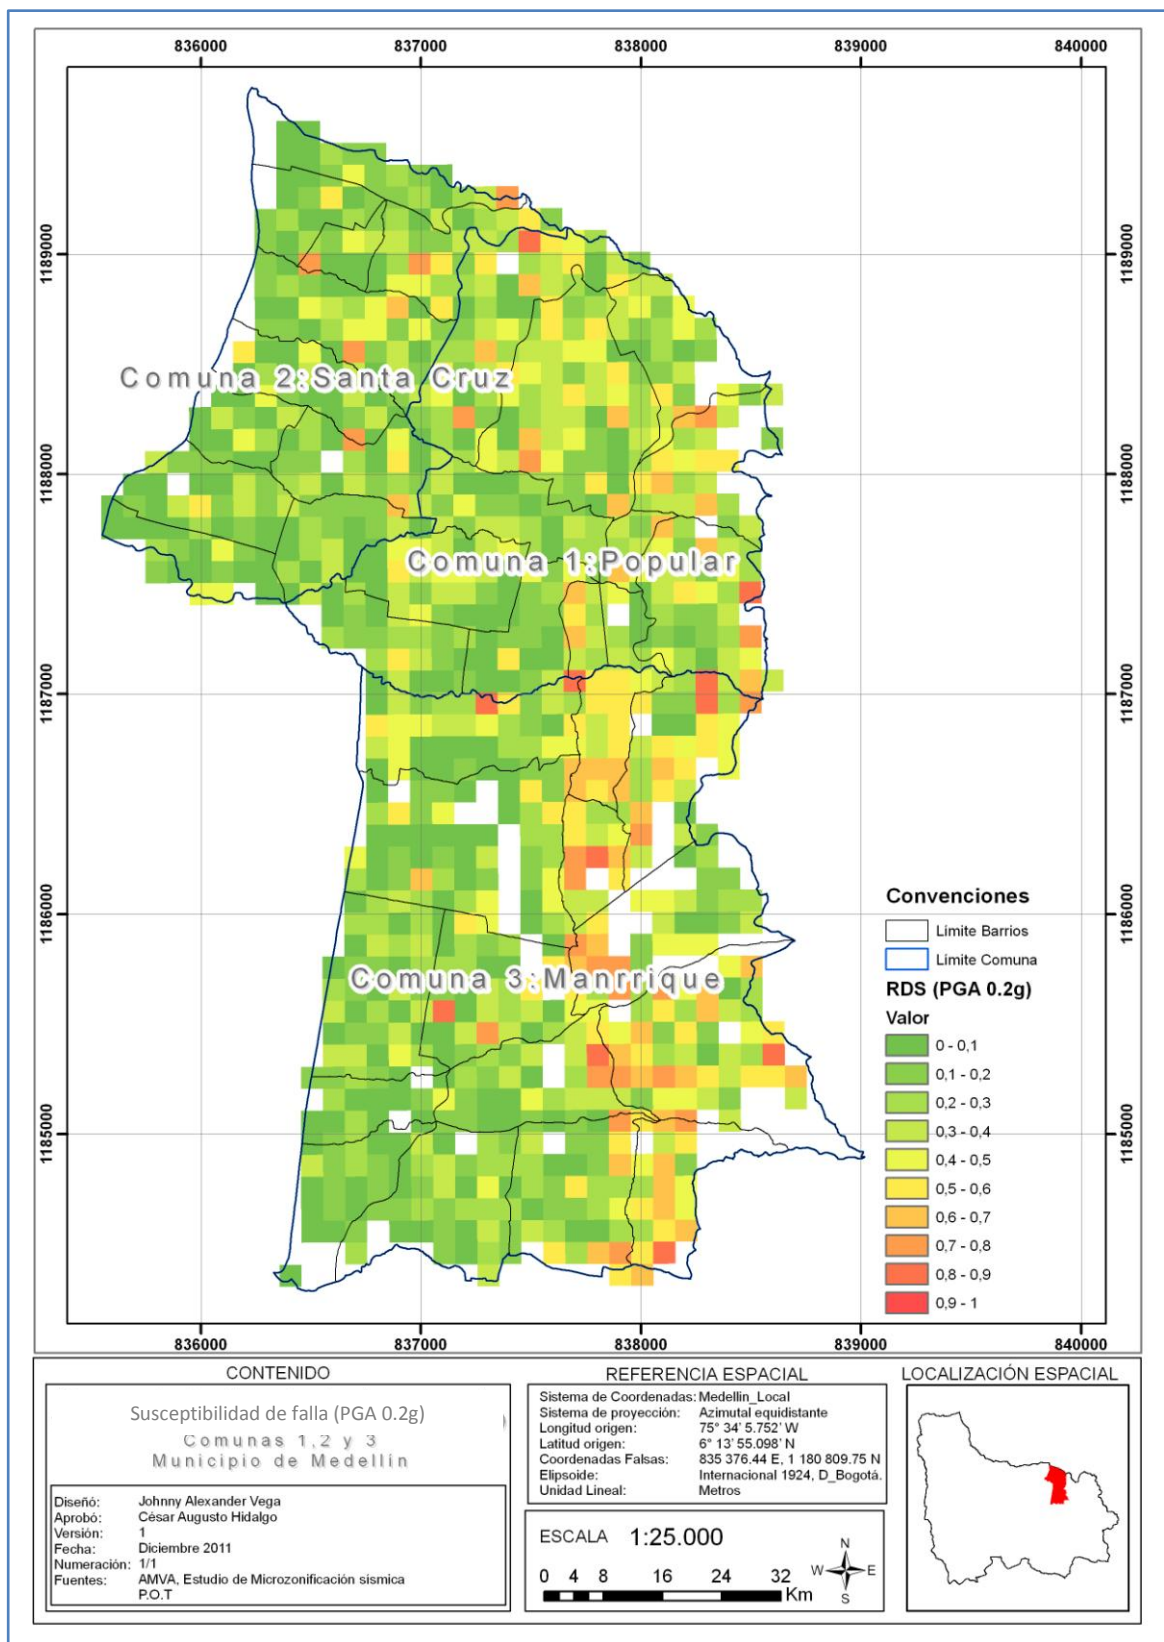 836000 837000 838000 839000 840000
1189000 1189000
Comuna 2:Santa Cruz
1188000 1188000
Comuna 1:Popular
1187000 1187000
1186000 1186000
Comuna 3:Manrrique
1185000 1185000
Convenciones
Limite Barrios
Limite Comuna
RDS (PGA 0.2g)
Valor
0 - 0,1
0,1 - 0,2
0,2 - 0,3
0,3 - 0,4
0,4 - 0,5
0,5 - 0,6
0,6 - 0,7
0,7 - 0,8
0,8 - 0,9
0,9 - 1
836000 837000 838000 839000 840000
CONTENIDO
Susceptibilidad de falla (PGA 0.2g)
Comunas 1,2 y 3
Municipio de Medellín
Diseñó: Johnny Alexander Vega
Aprobó: César Augusto Hidalgo
Versión: 1
Fecha: Diciembre 2011
Numeración: 1/1
Fuentes: AMVA, Estudio de Microzonificación sismica
P.O.T
REFERENCIA ESPACIAL
Sistema de Coordenadas: Medellin_Local
Sistema de proyección: Azimutal equidistante
Longitud origen: 75° 34' 5.752' W
Latitud origen: 6° 13' 55.098' N
Coordenadas Falsas: 835 376.44 E, 1 180 809.75 N
Elipsoide: Internacional 1924, D_Bogotá.
Unidad Lineal: Metros
ESCALA 1:25.000
0 4 8 16 24 32
Km
N
W E
S
LOCALIZACIÓN ESPACIAL